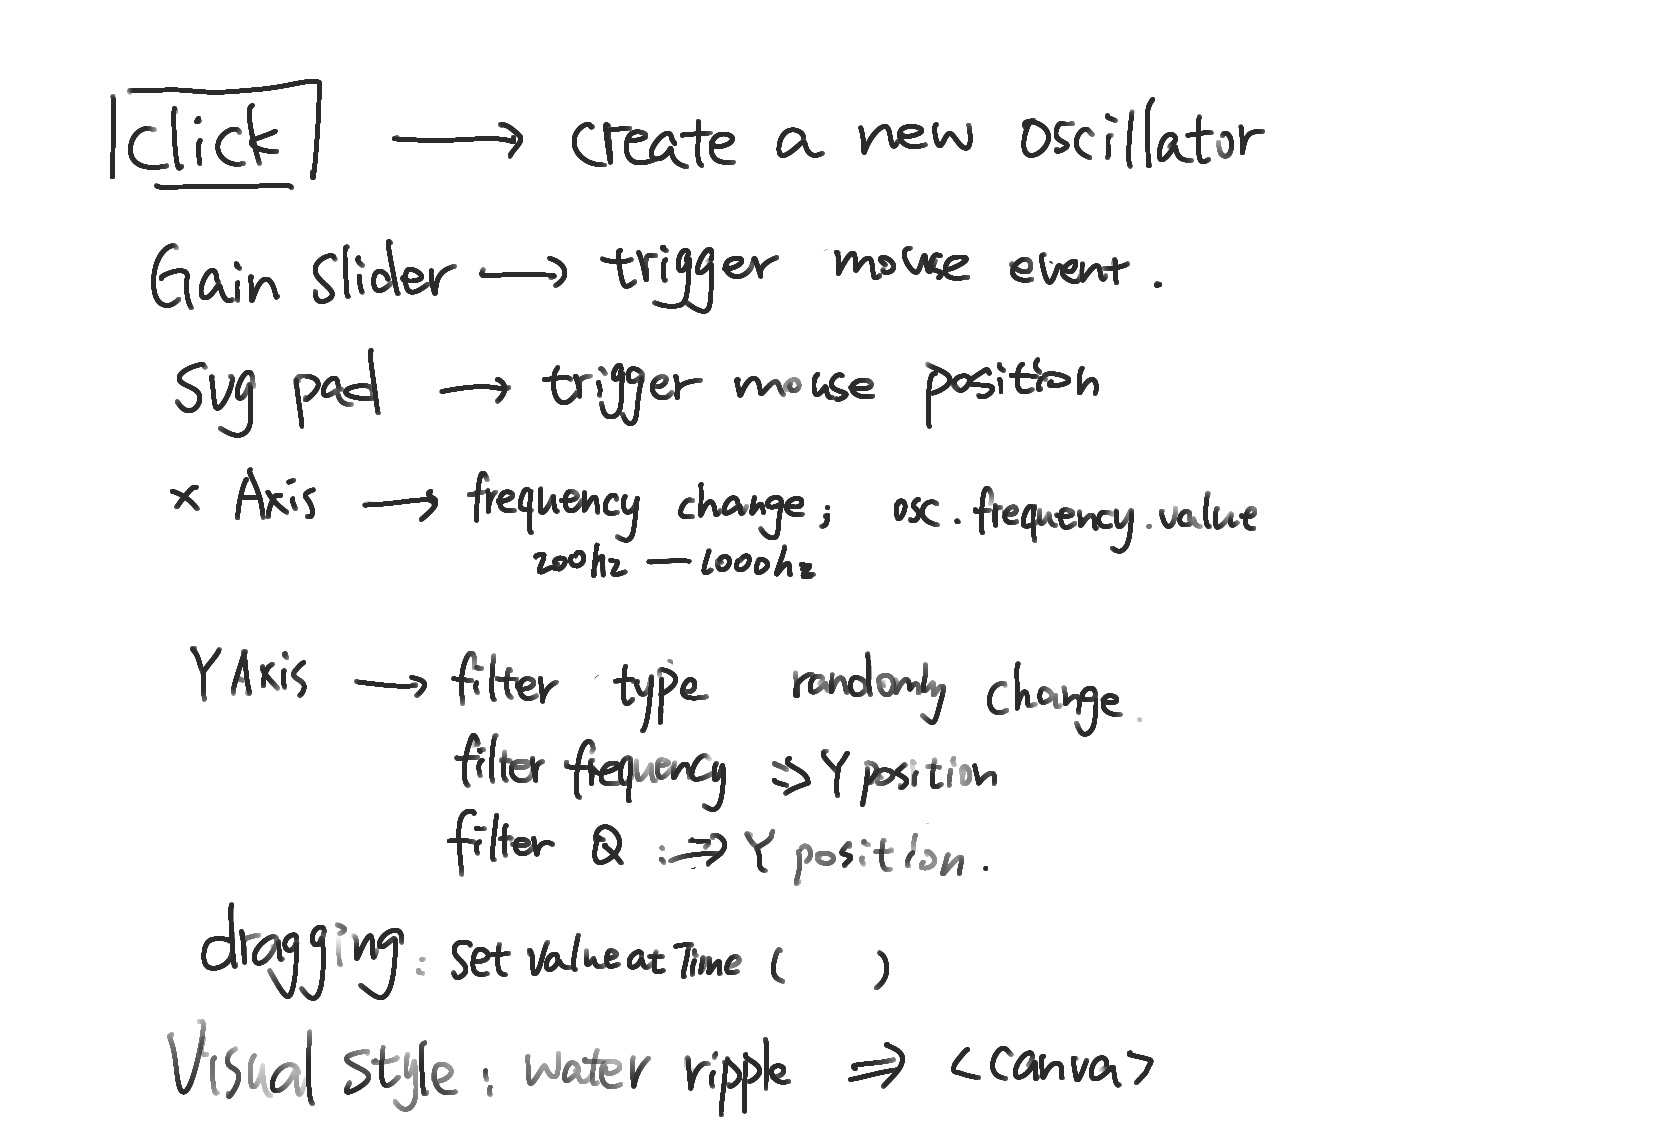 click → create a new oscillator
Gain slider → trigger mouse event.
Svg pad → trigger mouse position
x Axis → frequency change; osc.frequency.value
200hz — 1000hz
Y Axis → filter type randomly change.
filter frequency ⇒ Y position
filter Q :⇒ Y position.
dragging: Set Value at Time ( )
Visual style: water ripple ⇒ <canva>